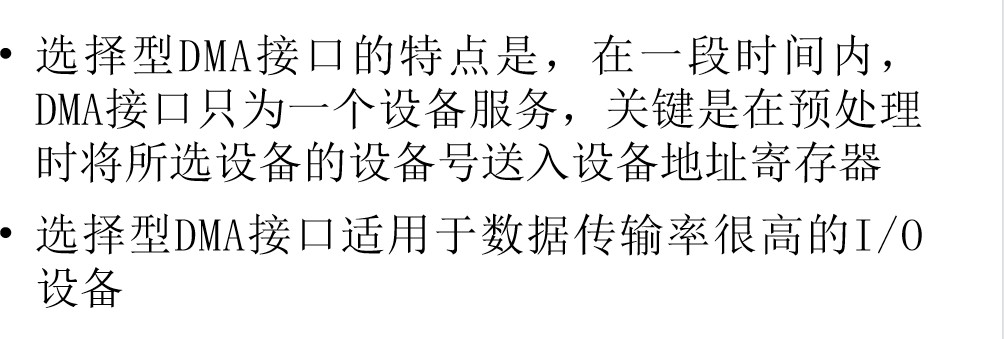 • 选择型DMA接口的特点是，在一段时间内，
DMA接口只为一个设备服务，关键是在预处理
时将所选设备的设备号送入设备地址寄存器
• 选择型DMA接口适用于数据传输率很高的I/O
设备